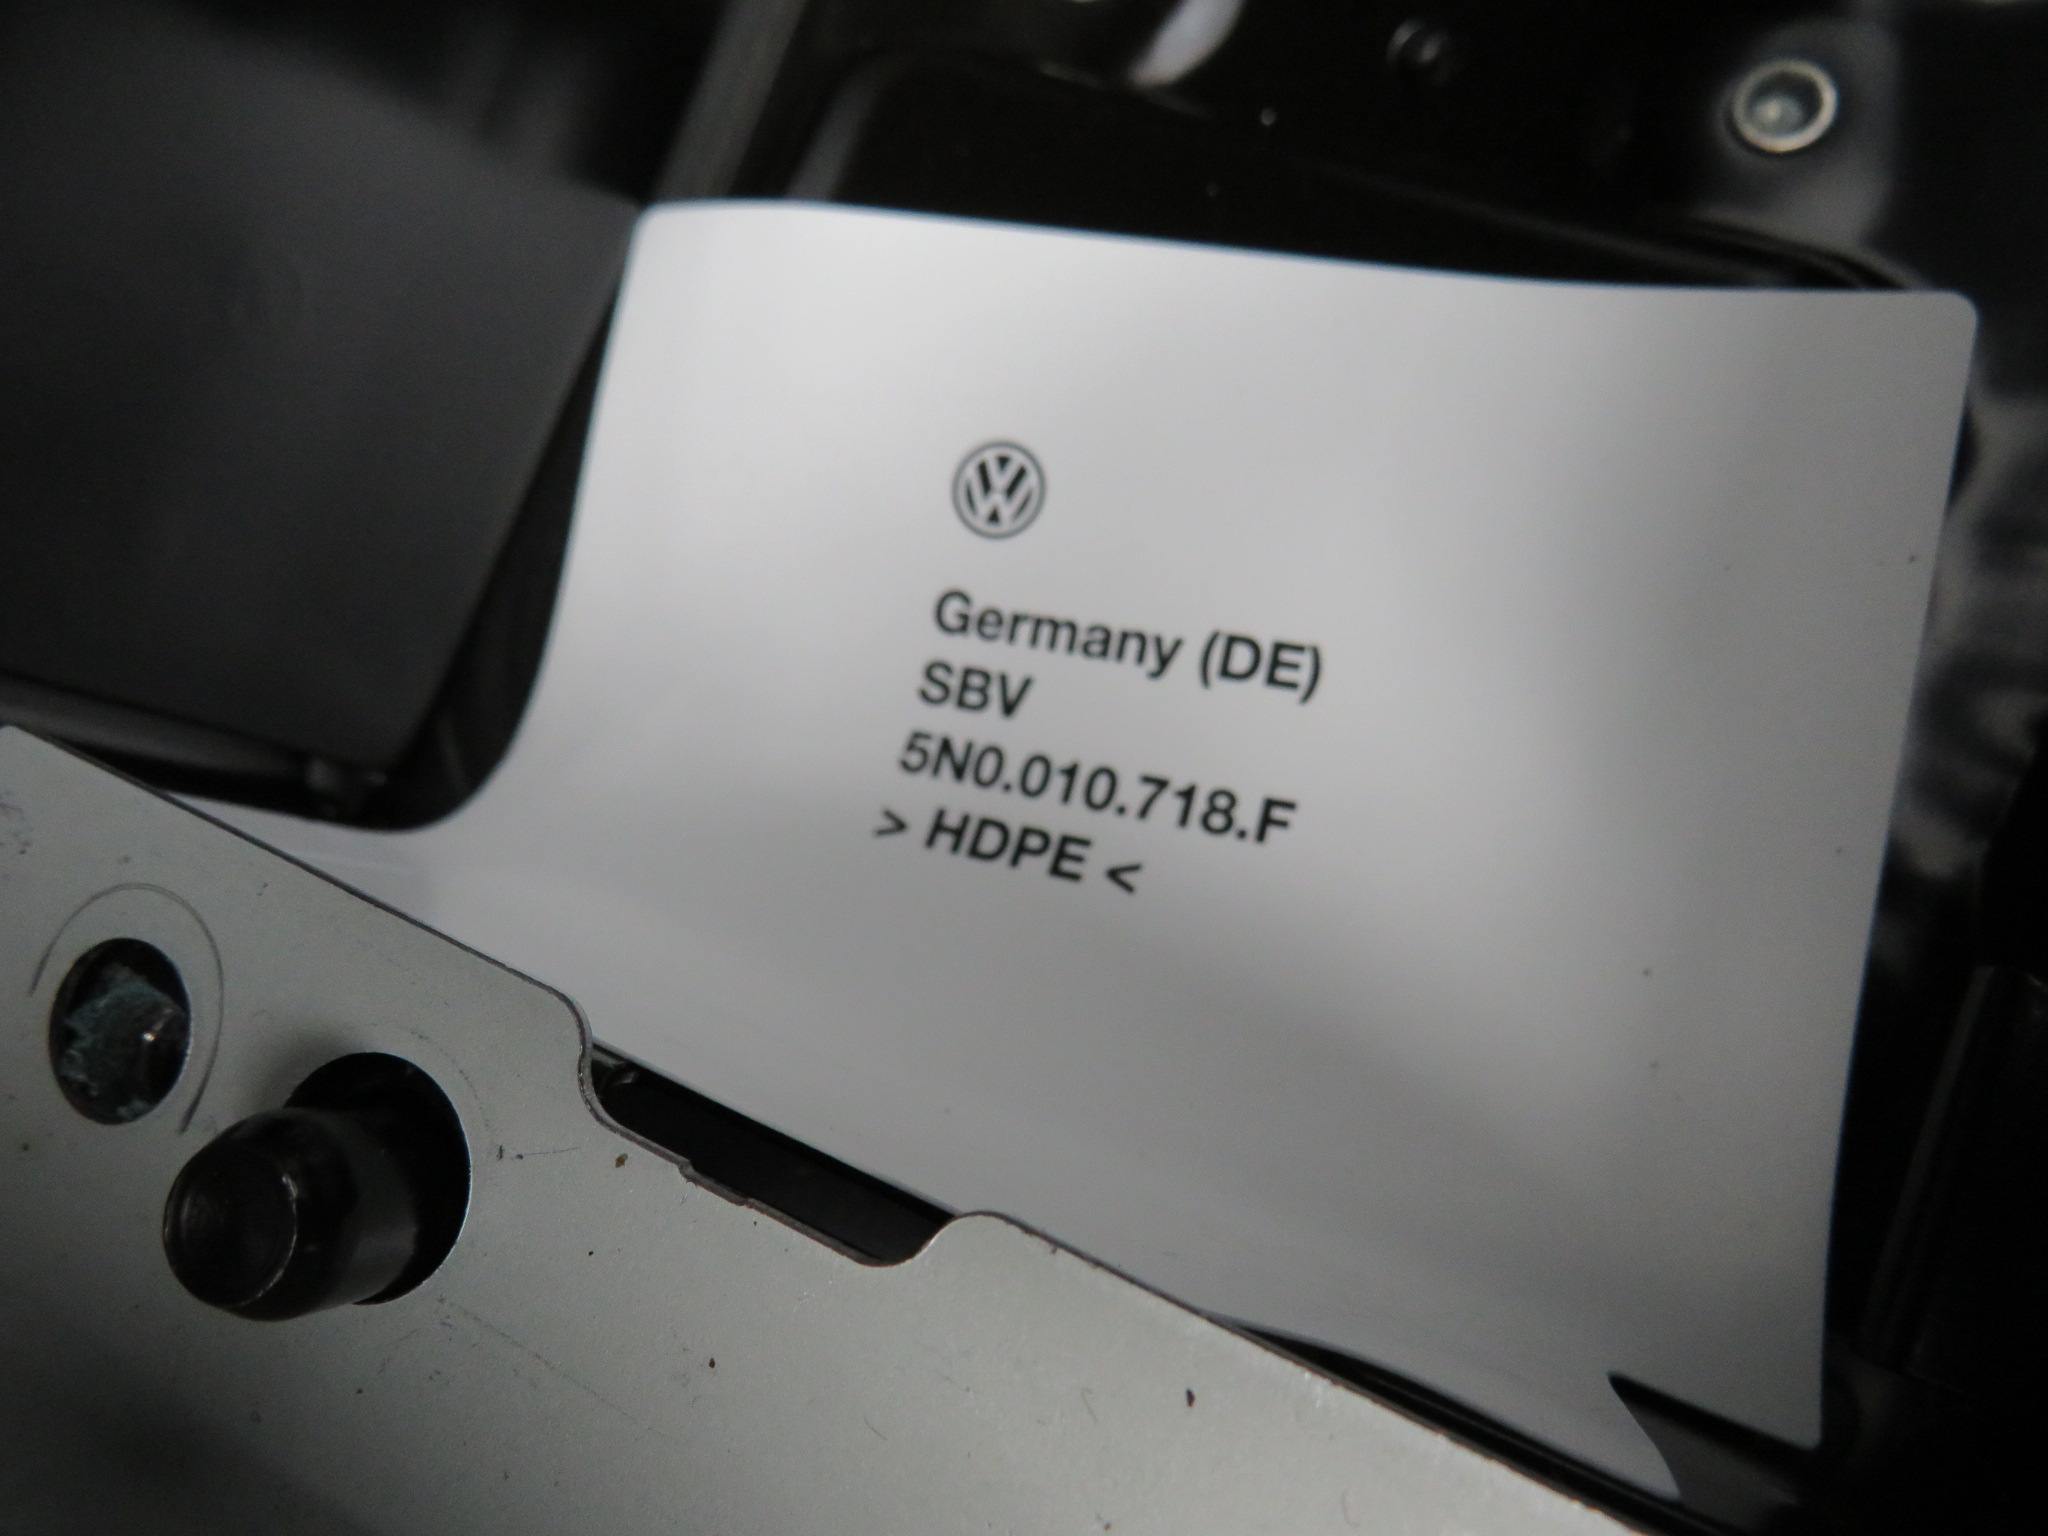 Germany (DE)
SBV
5N0.010.718.F
> HDPE <